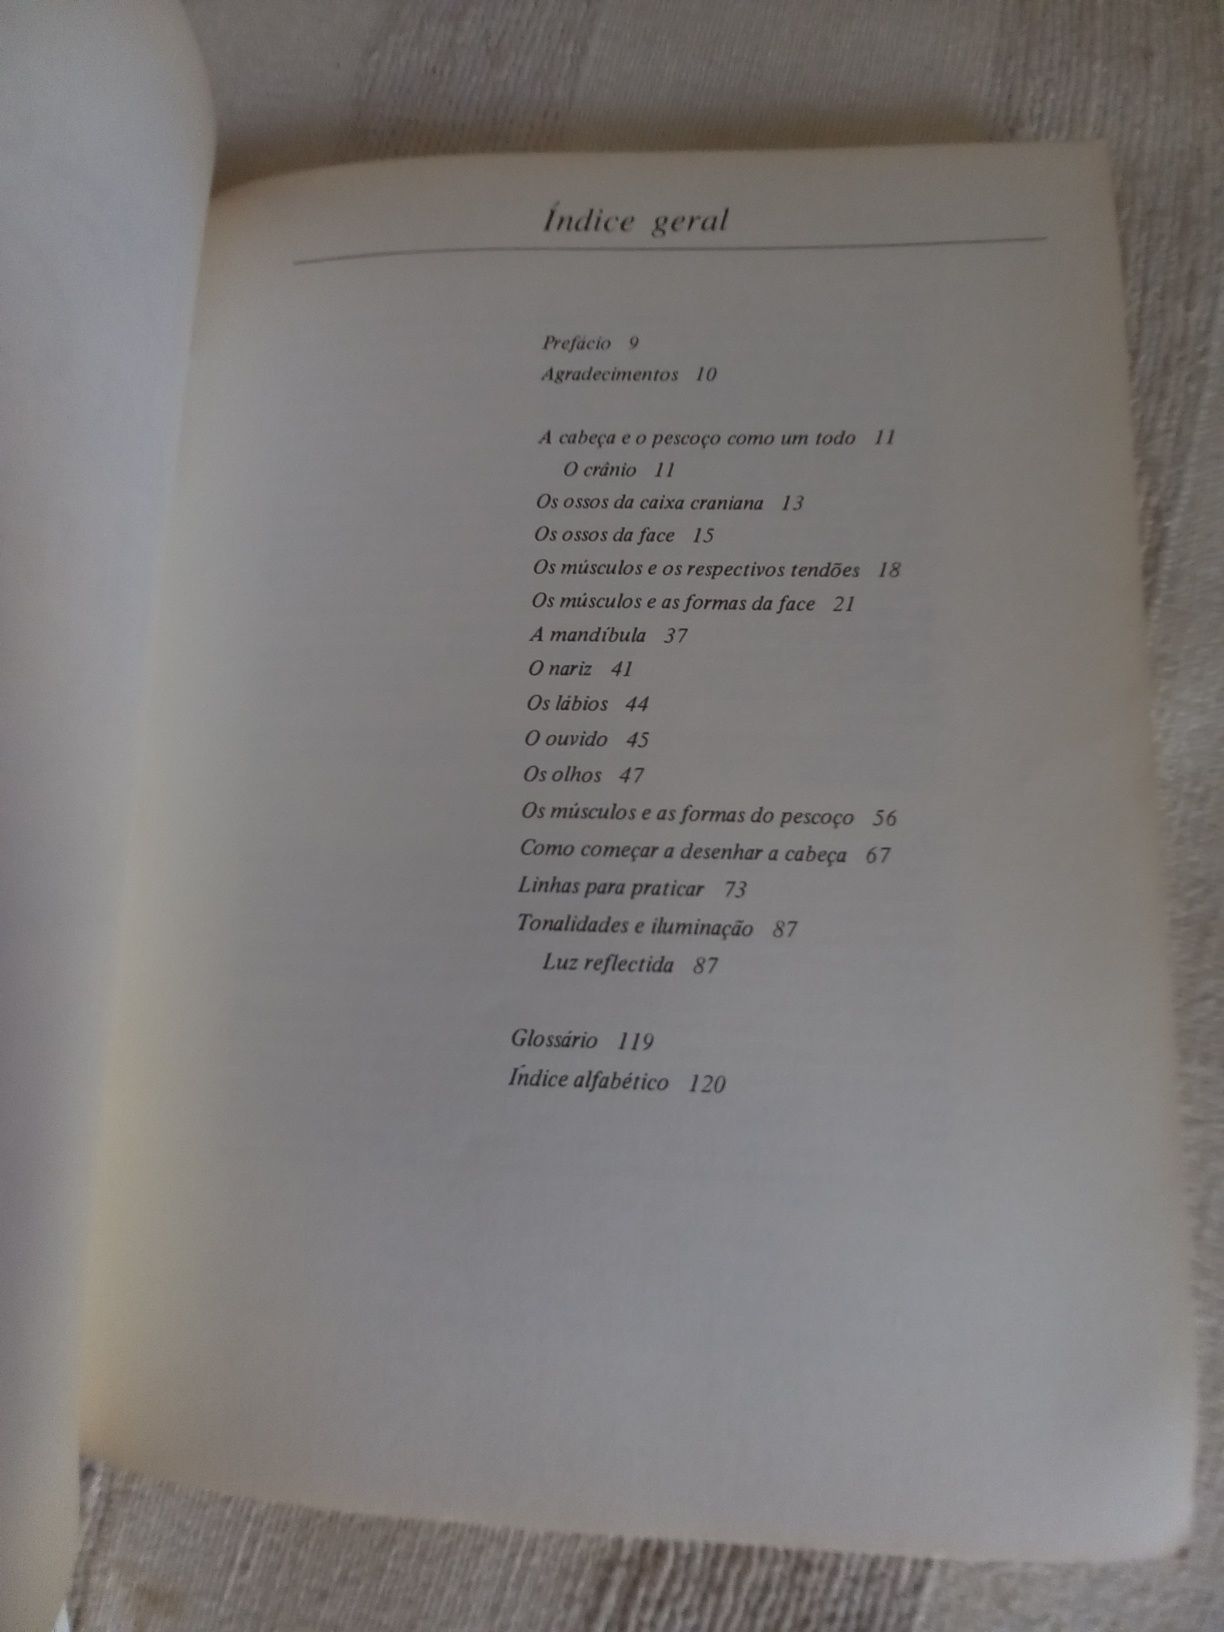 Índice geral
Prefácio 9
Agradecimentos 10
A cabeça e o pescoço como um todo 11
O crânio 11
Os ossos da caixa craniana 13
Os ossos da face 15
Os músculos e os respectivos tendões 18
Os músculos e as formas da face 21
A mandíbula 37
O nariz 41
Os lábios 44
O ouvido 45
Os olhos 47
Os músculos e as formas do pescoço 56
Como começar a desenhar a cabeça 67
Linhas para praticar 73
Tonalidades e iluminação 87
Luz reflectida 87
Glossário 119
Índice alfabético 120